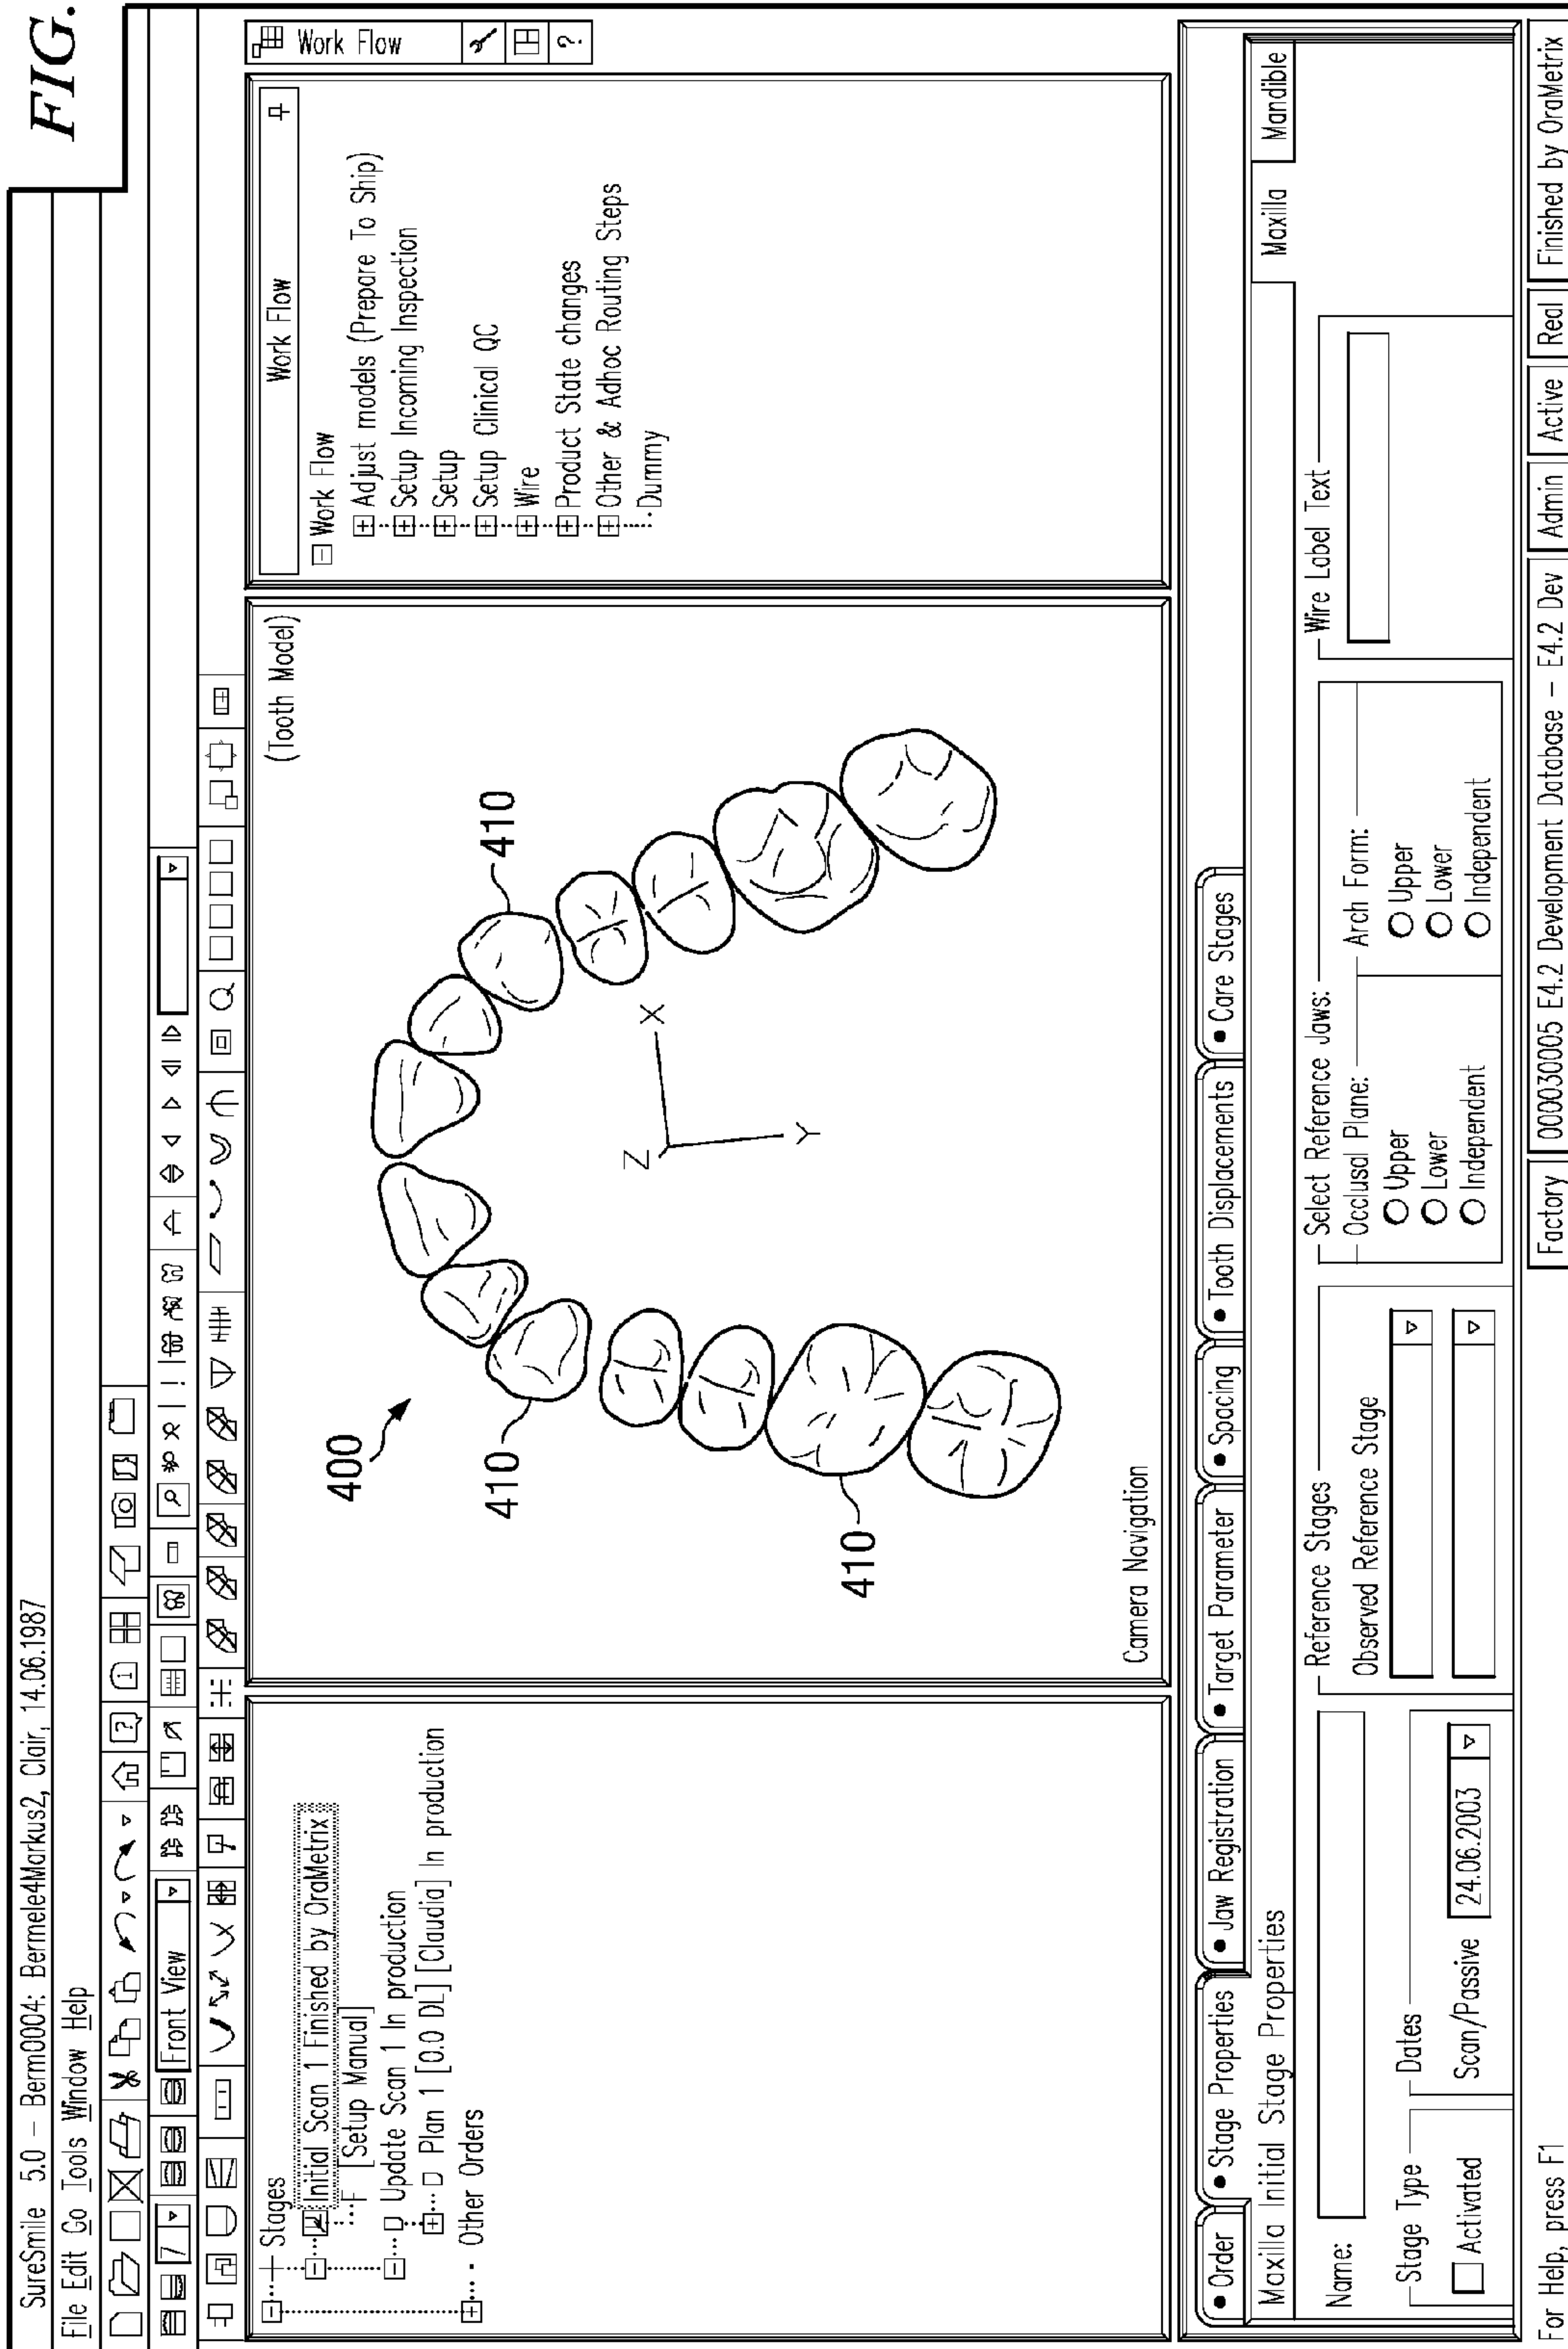 FIG.
SureSmile 5.0 – Berm0004: Bermele4Markus2, Clair, 14.06.1987
File Edit Go Tools Window Help
1
?
7
Front View
Stages
Initial Scan 1 Finished by OraMetrix
F [Setup Manual]
Update Scan 1 In production
Plan 1 [0.0 DL] [Claudia] In production
Other Orders
(Tooth Model)
400
410
410
410
Z
X
Y
Camera Navigation
Work Flow
Work Flow
Adjust models (Prepare To Ship)
Setup Incoming Inspection
Setup
Setup Clinical QC
Wire
Product State changes
Other & Adhoc Routing Steps
Dummy
Work Flow
?
• Order
• Stage Properties
• Jaw Registration
• Target Parameter
• Spacing
• Tooth Displacements
• Care Stages
Maxilla Initial Stage Properties
Maxilla
Mandible
Name:
Stage Type
Activated
Dates
Scan/Passive
24.06.2003
Reference Stages
Observed Reference Stage
Select Reference Jaws:
Occlusal Plane:
Upper
Lower
Independent
Arch Form:
Upper
Lower
Independent
Wire Label Text
For Help, press F1
Factory
000030005 E4.2 Development Database – E4.2 Dev
Admin
Active
Real
Finished by OraMetrix